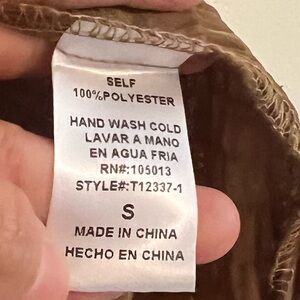 SELF
100%POLYESTER
HAND WASH COLD
LAVAR A MANO
EN AGUA FRIA
RN#:105013
STYLE#:T12337-1
S
MADE IN CHINA
HECHO EN CHINA